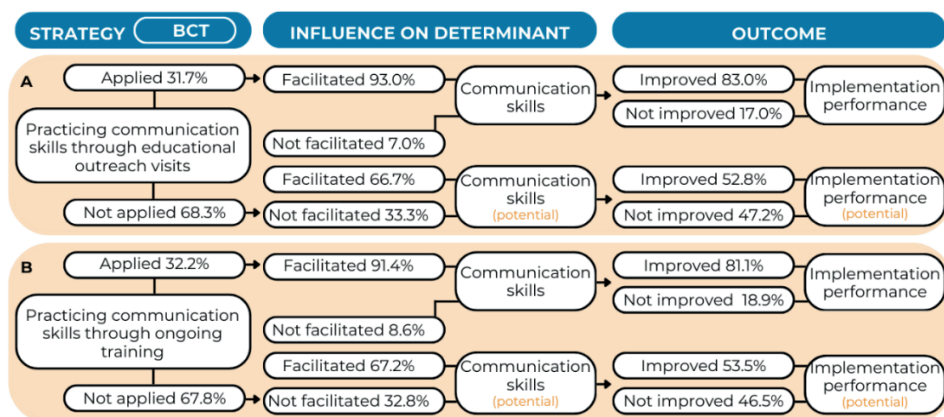 STRATEGY BCT INFLUENCE ON DETERMINANT OUTCOME
A
Applied 31.7%
Practicing communication
skills through educational
outreach visits
Not applied 68.3%
Facilitated 93.0%
Not facilitated 7.0%
Communication
skills
Improved 83.0%
Not improved 17.0%
Implementation
performance
Facilitated 66.7%
Not facilitated 33.3%
Communication
skills
(potential)
Improved 52.8%
Not improved 47.2%
Implementation
performance
(potential)
B
Applied 32.2%
Practicing communication
skills through ongoing
training
Not applied 67.8%
Facilitated 91.4%
Not facilitated 8.6%
Communication
skills
Improved 81.1%
Not improved 18.9%
Implementation
performance
Facilitated 67.2%
Not facilitated 32.8%
Communication
skills
(potential)
Improved 53.5%
Not improved 46.5%
Implementation
performance
(potential)